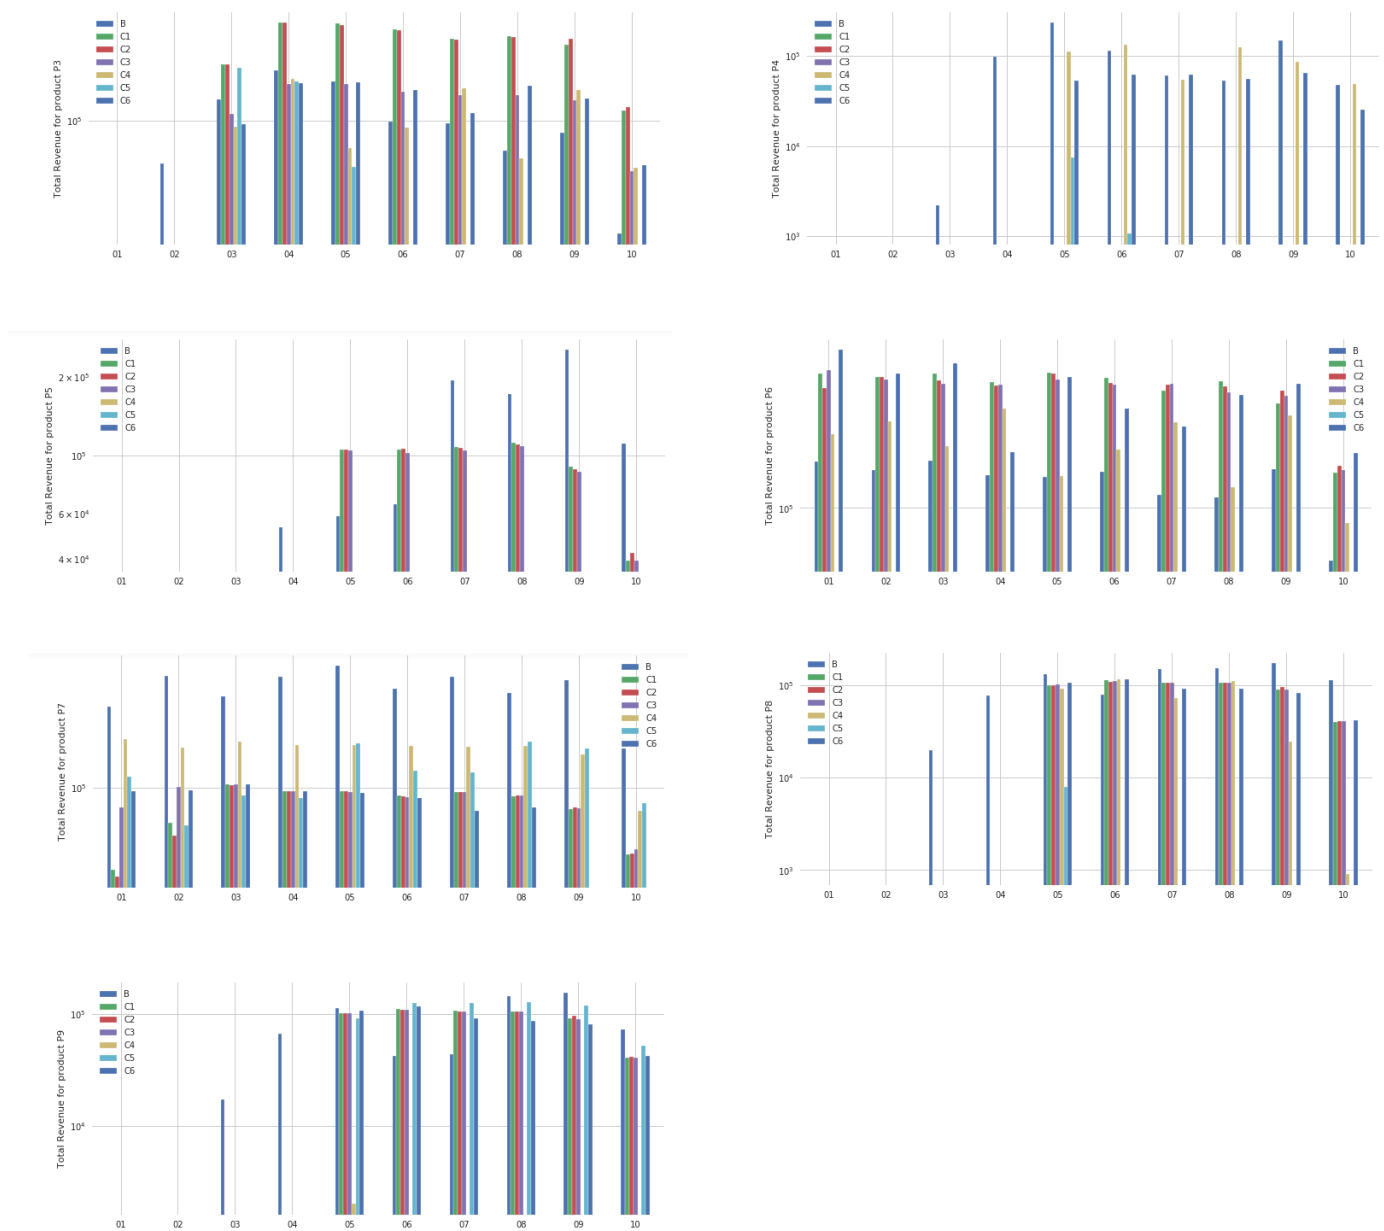 Total Revenue for product P3
B
C1
C2
C3
C4
C5
C6
10⁵
01 02 03 04 05 06 07 08 09 10
Total Revenue for product P4
B
C1
C2
C3
C4
C5
C6
10⁵
10⁴
10³
01 02 03 04 05 06 07 08 09 10
Total Revenue for product P5
B
C1
C2
C3
C4
C5
C6
2 × 10⁵
10⁵
6 × 10⁴
4 × 10⁴
01 02 03 04 05 06 07 08 09 10
Total Revenue for product P6
B
C1
C2
C3
C4
C5
C6
10⁵
01 02 03 04 05 06 07 08 09 10
Total Revenue for product P7
B
C1
C2
C3
C4
C5
C6
10⁵
01 02 03 04 05 06 07 08 09 10
Total Revenue for product P8
B
C1
C2
C3
C4
C5
C6
10⁵
10⁴
10³
01 02 03 04 05 06 07 08 09 10
Total Revenue for product P9
B
C1
C2
C3
C4
C5
C6
10⁵
10⁴
01 02 03 04 05 06 07 08 09 10